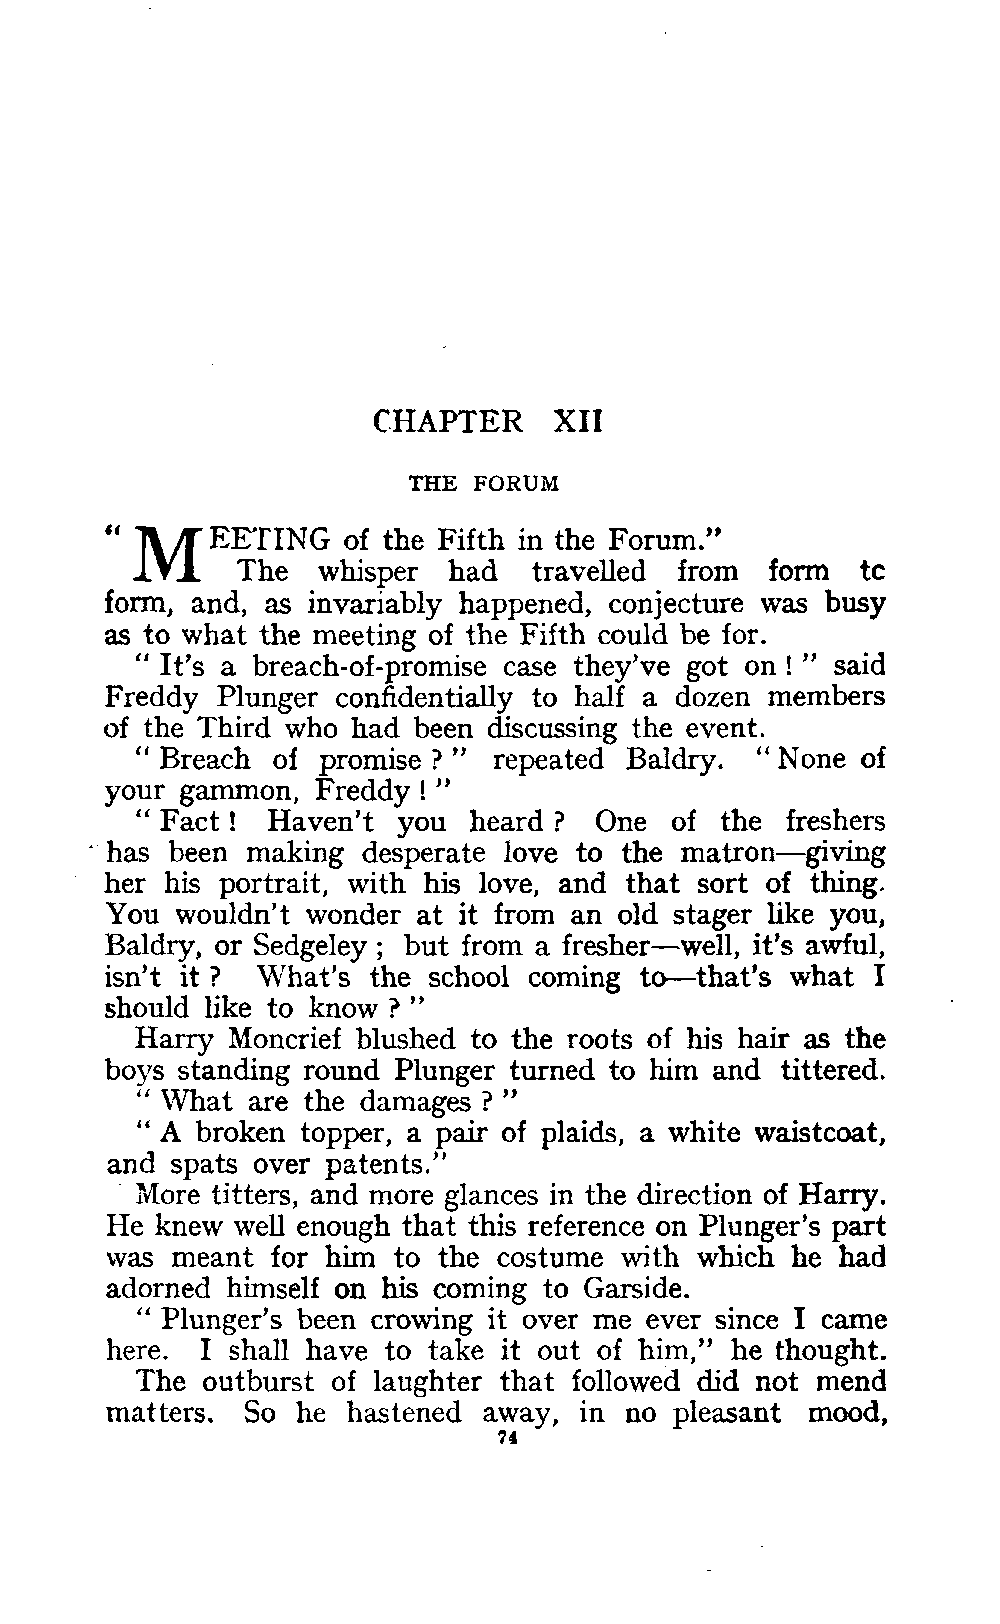 CHAPTER XII
THE FORUM
“ MEETING of the Fifth in the Forum.”
The whisper had travelled from form tc
form, and, as invariably happened, conjecture was busy
as to what the meeting of the Fifth could be for.
“ It's a breach-of-promise case they've got on ! ” said
Freddy Plunger confidentially to half a dozen members
of the Third who had been discussing the event.
“ Breach of promise ? ” repeated Baldry. “ None of
your gammon, Freddy ! ”
“ Fact ! Haven't you heard ? One of the freshers
has been making desperate love to the matron—giving
her his portrait, with his love, and that sort of thing.
You wouldn't wonder at it from an old stager like you,
Baldry, or Sedgeley ; but from a fresher—well, it's awful,
isn't it ? What's the school coming to—that's what I
should like to know ? ”
Harry Moncrief blushed to the roots of his hair as the
boys standing round Plunger turned to him and tittered.
“ What are the damages ? ”
“ A broken topper, a pair of plaids, a white waistcoat,
and spats over patents.”
More titters, and more glances in the direction of Harry.
He knew well enough that this reference on Plunger's part
was meant for him to the costume with which he had
adorned himself on his coming to Garside.
“ Plunger's been crowing it over me ever since I came
here. I shall have to take it out of him,” he thought.
The outburst of laughter that followed did not mend
matters. So he hastened away, in no pleasant mood,
74